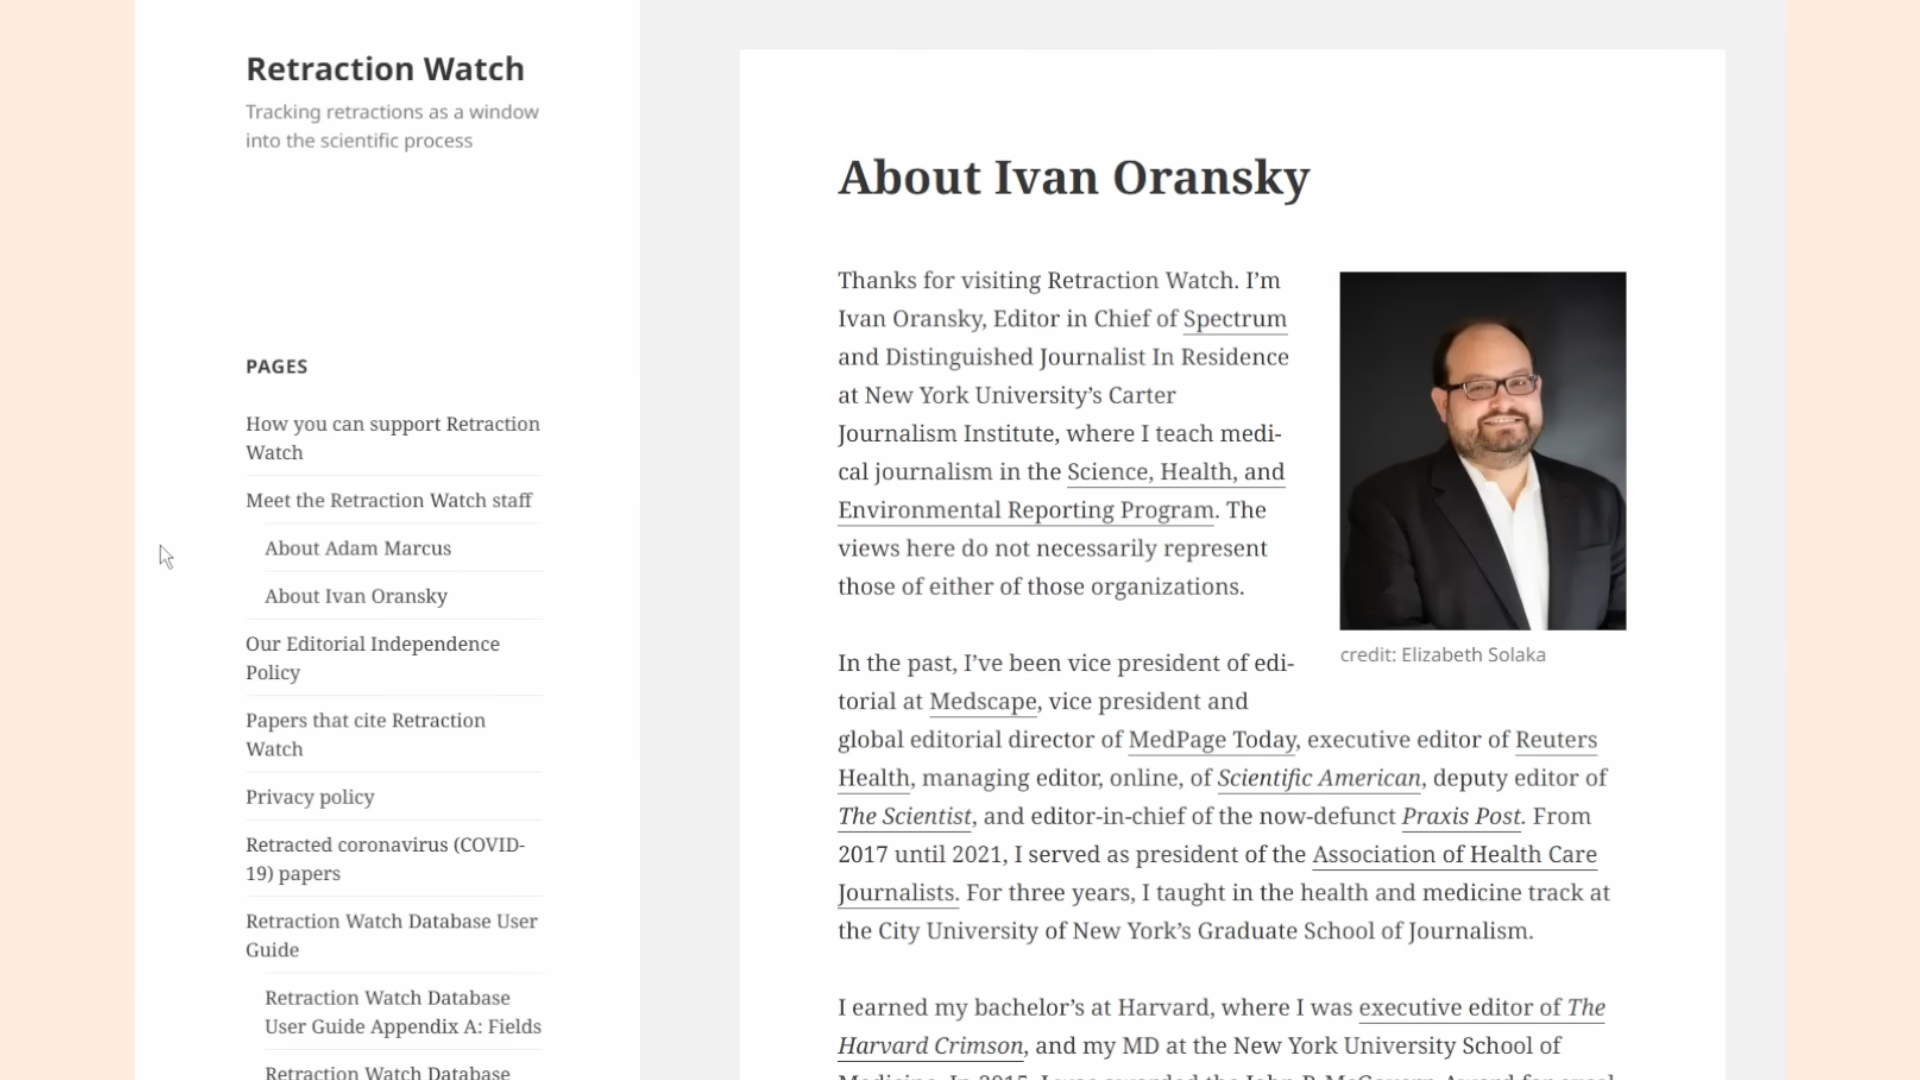 Retraction Watch
Tracking retractions as a window
into the scientific process
PAGES
How you can support Retraction
Watch
Meet the Retraction Watch staff
About Adam Marcus
About Ivan Oransky
Our Editorial Independence
Policy
Papers that cite Retraction
Watch
Privacy policy
Retracted coronavirus (COVID-
19) papers
Retraction Watch Database User
Guide
Retraction Watch Database
User Guide Appendix A: Fields
Retraction Watch Database
About Ivan Oransky
Thanks for visiting Retraction Watch. I’m
Ivan Oransky, Editor in Chief of Spectrum
and Distinguished Journalist In Residence
at New York University’s Carter
Journalism Institute, where I teach medi-
cal journalism in the Science, Health, and
Environmental Reporting Program. The
views here do not necessarily represent
those of either of those organizations.
credit: Elizabeth Solaka
In the past, I’ve been vice president of edi-
torial at Medscape, vice president and
global editorial director of MedPage Today, executive editor of Reuters
Health, managing editor, online, of Scientific American, deputy editor of
The Scientist, and editor-in-chief of the now-defunct Praxis Post. From
2017 until 2021, I served as president of the Association of Health Care
Journalists. For three years, I taught in the health and medicine track at
the City University of New York’s Graduate School of Journalism.
I earned my bachelor’s at Harvard, where I was executive editor of The
Harvard Crimson, and my MD at the New York University School of